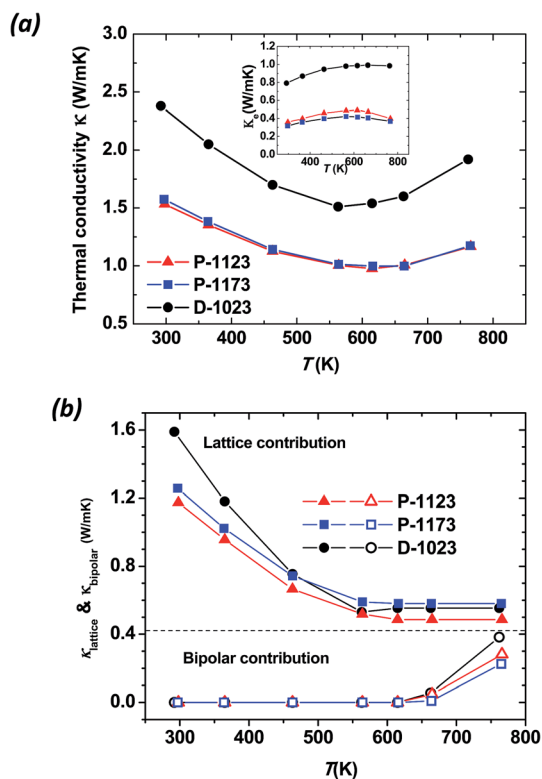 (a)
Thermal conductivity κ (W/mK)
3.0
2.5
2.0
1.5
1.0
0.5
300 400 500 600 700 800
T (K)
P-1123
P-1173
D-1023
κe (W/mK)
1.2
1.0
0.8
0.6
0.4
0.2
0.0
400 600 800
T (K)
(b)
κlattice & κbipolar (W/mK)
1.6
1.2
0.8
0.4
0.0
Lattice contribution
P-1123
P-1173
D-1023
Bipolar contribution
300 400 500 600 700 800
T(K)